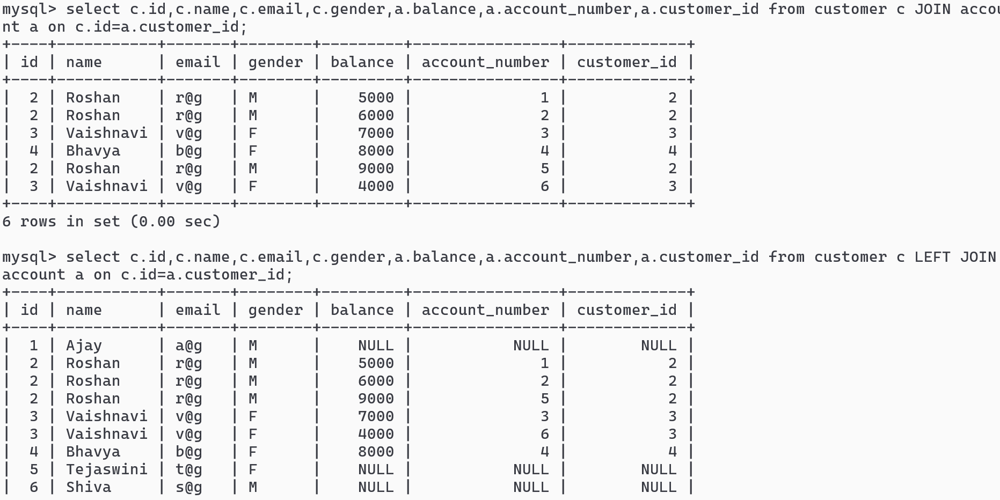 mysql> select c.id,c.name,c.email,c.gender,a.balance,a.account_number,a.customer_id from customer c JOIN accou
nt a on c.id=a.customer_id;
+----+-----------+-------+--------+---------+----------------+-------------+
| id | name      | email | gender | balance | account_number | customer_id |
+----+-----------+-------+--------+---------+----------------+-------------+
|  2 | Roshan    | r@g   | M      |    5000 |              1 |           2 |
|  2 | Roshan    | r@g   | M      |    6000 |              2 |           2 |
|  3 | Vaishnavi | v@g   | F      |    7000 |              3 |           3 |
|  4 | Bhavya    | b@g   | F      |    8000 |              4 |           4 |
|  2 | Roshan    | r@g   | M      |    9000 |              5 |           2 |
|  3 | Vaishnavi | v@g   | F      |    4000 |              6 |           3 |
+----+-----------+-------+--------+---------+----------------+-------------+
6 rows in set (0.00 sec)
mysql> select c.id,c.name,c.email,c.gender,a.balance,a.account_number,a.customer_id from customer c LEFT JOIN
account a on c.id=a.customer_id;
+----+-----------+-------+--------+---------+----------------+-------------+
| id | name      | email | gender | balance | account_number | customer_id |
+----+-----------+-------+--------+---------+----------------+-------------+
|  1 | Ajay      | a@g   | M      |    NULL |           NULL |        NULL |
|  2 | Roshan    | r@g   | M      |    5000 |              1 |           2 |
|  2 | Roshan    | r@g   | M      |    6000 |              2 |           2 |
|  2 | Roshan    | r@g   | M      |    9000 |              5 |           2 |
|  3 | Vaishnavi | v@g   | F      |    7000 |              3 |           3 |
|  3 | Vaishnavi | v@g   | F      |    4000 |              6 |           3 |
|  4 | Bhavya    | b@g   | F      |    8000 |              4 |           4 |
|  5 | Tejaswini | t@g   | F      |    NULL |           NULL |        NULL |
|  6 | Shiva     | s@g   | M      |    NULL |           NULL |        NULL |